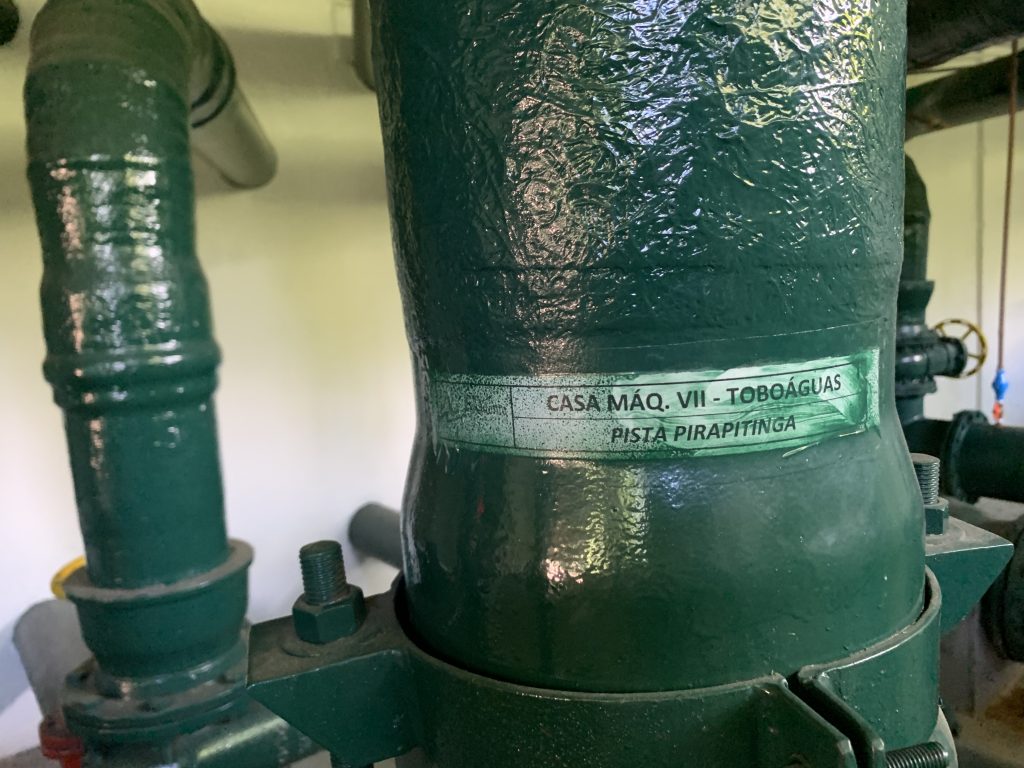 CASA MÁQ. VII - TOBOÁGUAS
PISTA PIRAPITINGA